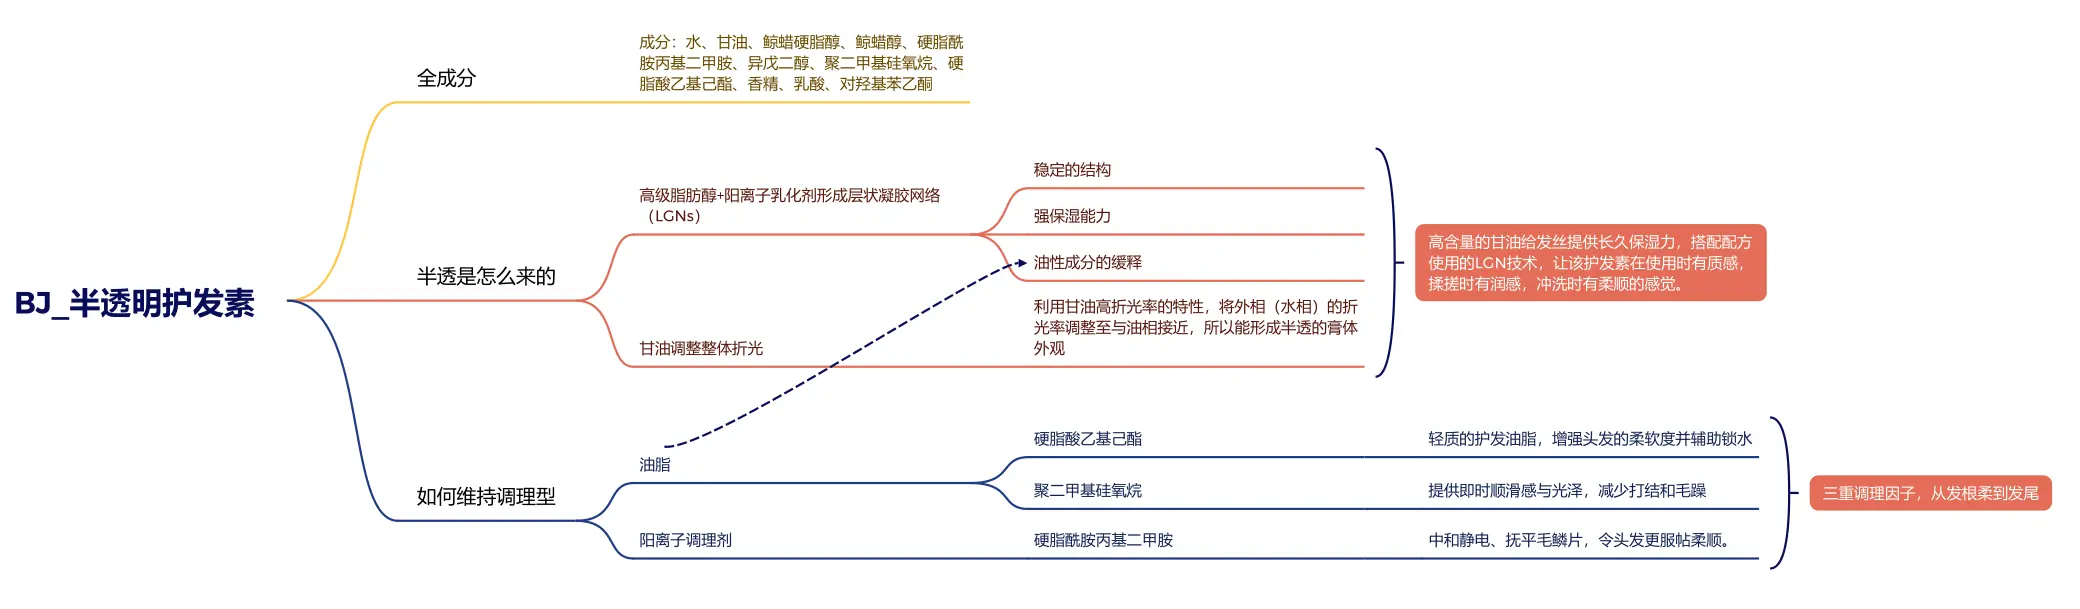 BJ_半透明护发素
全成分
成分：水、甘油、鲸蜡硬脂醇、鲸蜡醇、硬脂酰
胺丙基二甲胺、异戊二醇、聚二甲基硅氧烷、硬
脂酸乙基己酯、香精、乳酸、对羟基苯乙酮
半透是怎么来的
高级脂肪醇+阳离子乳化剂形成层状凝胶网络
（LGNs）
稳定的结构
强保湿能力
油性成分的缓释
甘油调整整体折光
利用甘油高折光率的特性，将外相（水相）的折
光率调整至与油相接近，所以能形成半透的膏体
外观
高含量的甘油给发丝提供长久保湿力，搭配配方
使用的LGN技术，让该护发素在使用时有质感，
揉搓时有润感，冲洗时有柔顺的感觉。
如何维持调理型
油脂
硬脂酸乙基己酯
轻质的护发油脂，增强头发的柔软度并辅助锁水
聚二甲基硅氧烷
提供即时顺滑感与光泽，减少打结和毛躁
阳离子调理剂
硬脂酰胺丙基二甲胺
中和静电、抚平毛鳞片，令头发更服帖柔顺。
三重调理因子，从发根柔到发尾